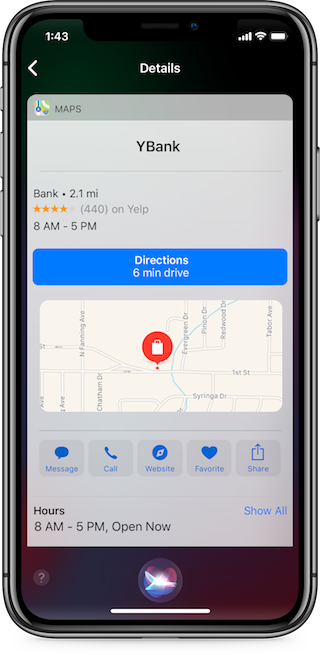 1:43
Details
MAPS
YBank
Bank • 2.1 mi
(440) on Yelp
8 AM - 5 PM
Directions
6 min drive
N Fanning Ave
Chatham Dr
Evergreen Dr
Pinon Dr
Redwood Dr
Tabor Ave
1st St
Syringa Dr
Ave
Ave
Message
Call
Website
Favorite
Share
Hours
Show All
8 AM - 5 PM, Open Now
?